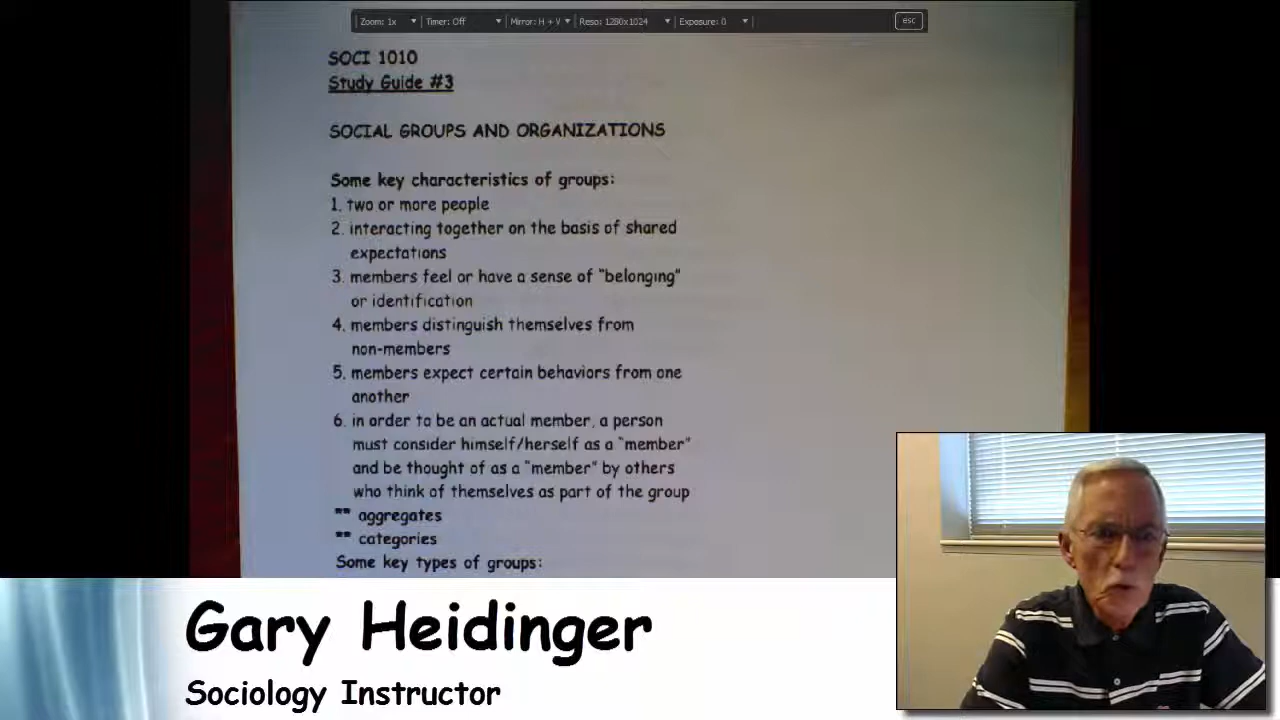 Zoom: 1x Timer: Off Mirror: H + V Reso: 1280x1024 Exposure: 0 esc
SOCI 1010
Study Guide #3
SOCIAL GROUPS AND ORGANIZATIONS
Some key characteristics of groups:
1. two or more people
2. interacting together on the basis of shared
expectations
3. members feel or have a sense of "belonging"
or identification
4. members distinguish themselves from
non-members
5. members expect certain behaviors from one
another
6. in order to be an actual member, a person
must consider himself/herself as a "member"
and be thought of as a "member" by others
who think of themselves as part of the group
** aggregates
** categories
Some key types of groups:
Gary Heidinger
Sociology Instructor